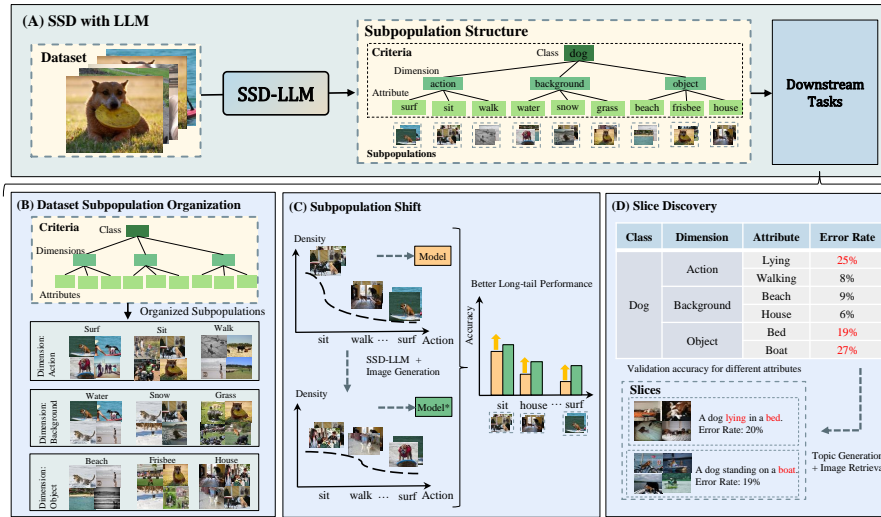 (A) SSD with LLM
Dataset
SSD-LLM
Subpopulation Structure
Criteria
Class
dog
Dimension
action
background
object
Attribute
surf
sit
walk
water
snow
grass
beach
frisbee
house
Subpopulations
Downstream
Tasks
(B) Dataset Subpopulation Organization
Criteria
Class
Dimensions
Attributes
Organized Subpopulations
Surf
Sit
Walk
Dimension:
Action
Water
Snow
Grass
Dimension:
Background
Beach
Frisbee
House
Dimension:
Object
(C) Subpopulation Shift
Density
Model
sit
walk
...
surf
Action
SSD-LLM +
Image Generation
Density
Model*
sit
walk
...
surf
Action
Better Long-tail Performance
Accuracy
sit
house
...
surf
(D) Slice Discovery
Class
Dimension
Attribute
Error Rate
Dog
Action
Lying
25%
Walking
8%
Background
Beach
9%
House
6%
Object
Bed
19%
Boat
27%
Validation accuracy for different attributes
Slices
A dog lying in a bed.
Error Rate: 20%
A dog standing on a boat.
Error Rate: 19%
Topic Generation
+ Image Retrieva